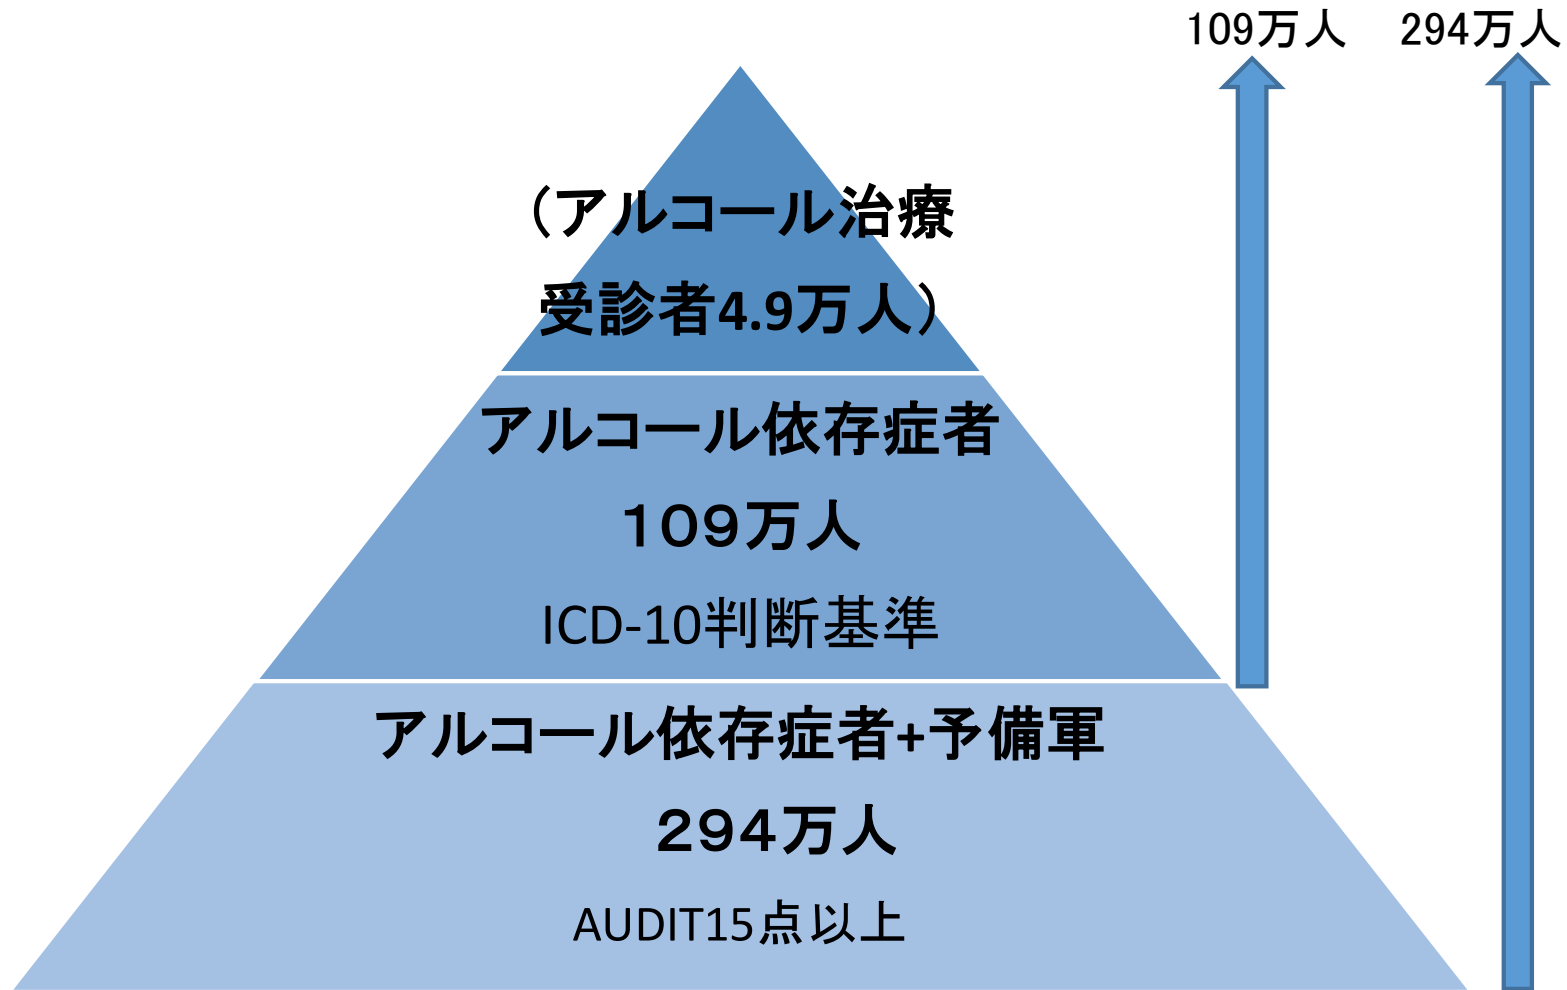 109万人
294万人
（アルコール治療
受診者4.9万人）
アルコール依存症者
１０９万人
ICD-10判断基準
アルコール依存症者+予備軍
２９４万人
AUDIT15点以上